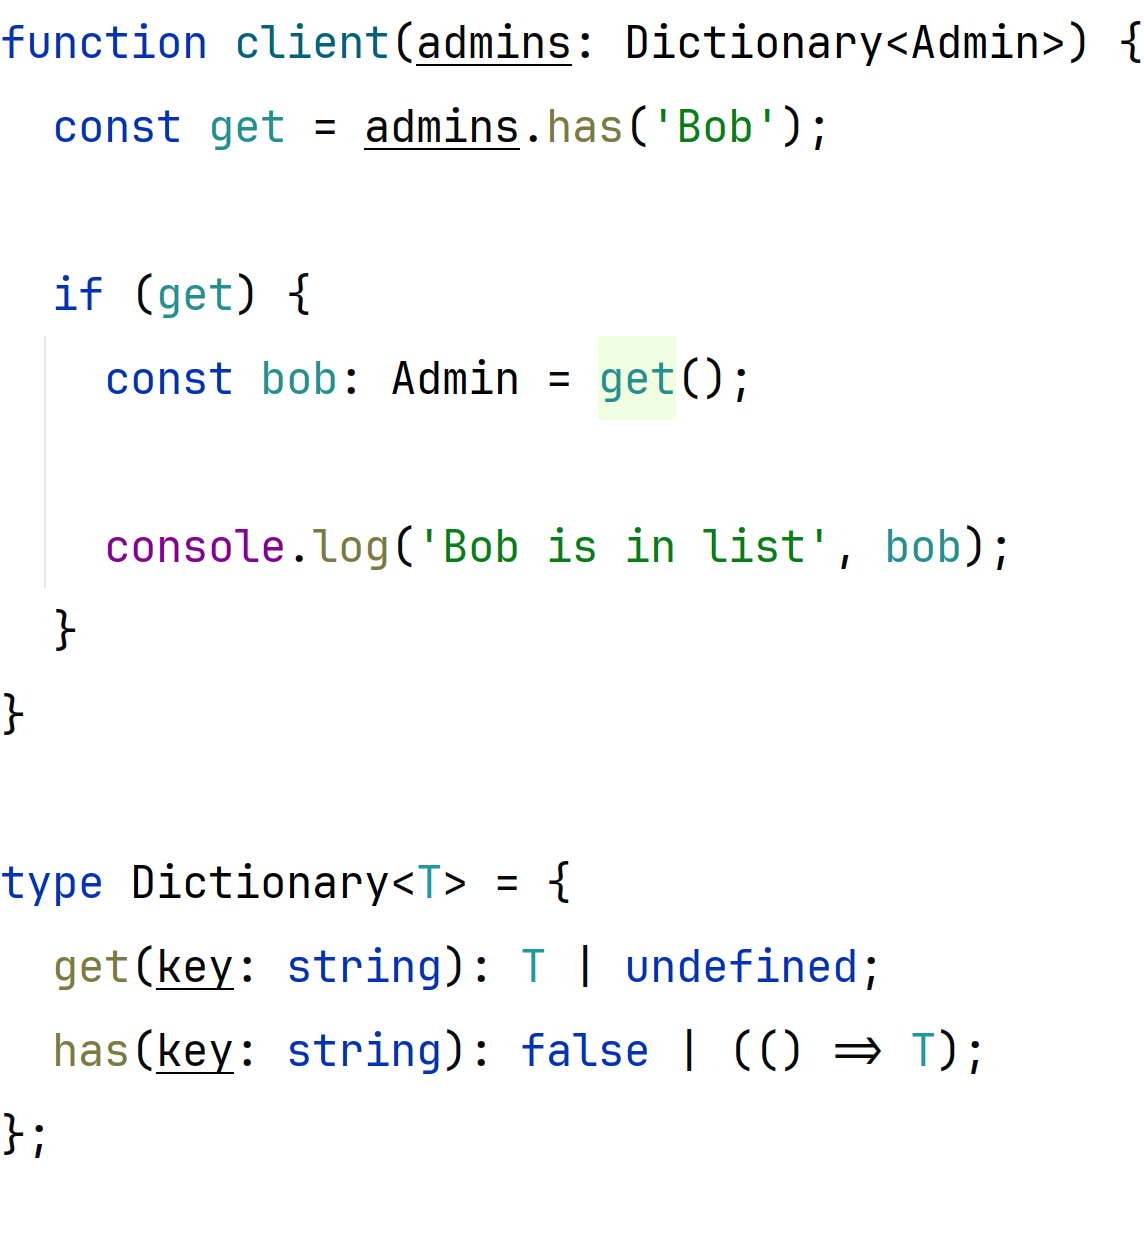 function client(admins: Dictionary<Admin>) {
  const get = admins.has('Bob');

  if (get) {
    const bob: Admin = get();

    console.log('Bob is in list', bob);
  }
}

type Dictionary<T> = {
  get(key: string): T | undefined;
  has(key: string): false | (() => T);
};